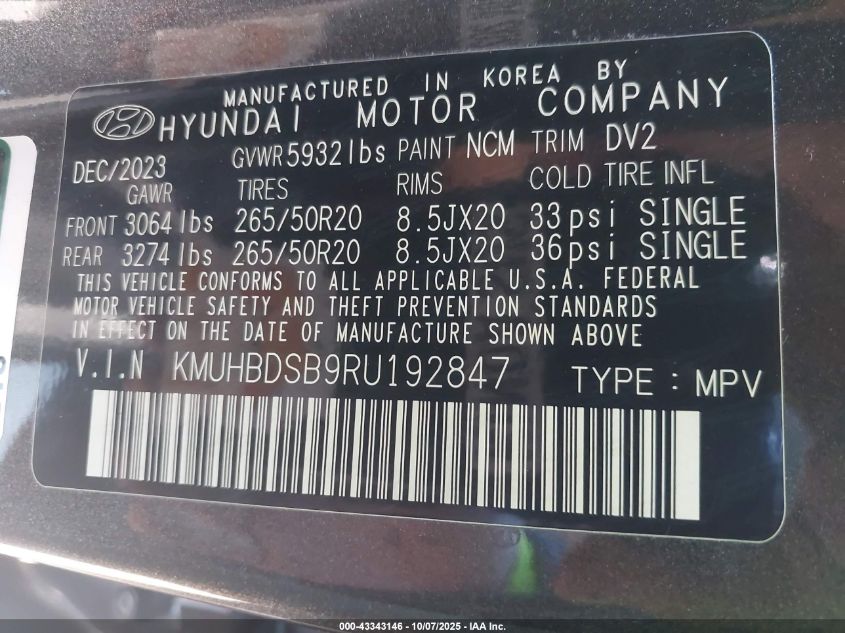 MANUFACTURED IN KOREA BY
HYUNDAI MOTOR COMPANY
DEC/2023 GVWR 5932 lbs PAINT NCM TRIM DV2
GAWR TIRES RIMS COLD TIRE INFL
FRONT 3064 lbs 265/50R20 8.5JX20 33psi SINGLE
REAR 3274 lbs 265/50R20 8.5JX20 36psi SINGLE
THIS VEHICLE CONFORMS TO ALL APPLICABLE U.S.A. FEDERAL
MOTOR VEHICLE SAFETY AND THEFT PREVENTION STANDARDS
IN EFFECT ON THE DATE OF MANUFACTURE SHOWN ABOVE
V.I.N KMUHBDSB9RU192847 TYPE : MPV
000-43343146 - 10/07/2025 - IAA Inc.